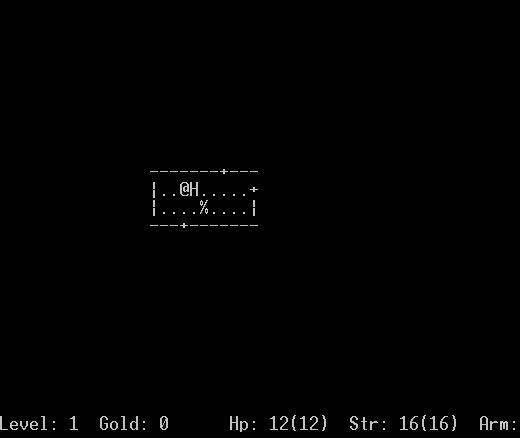 -------+---
|..@H.....+
|....%....|
---+-------
Level: 1  Gold: 0      Hp: 12(12)  Str: 16(16)  Arm: